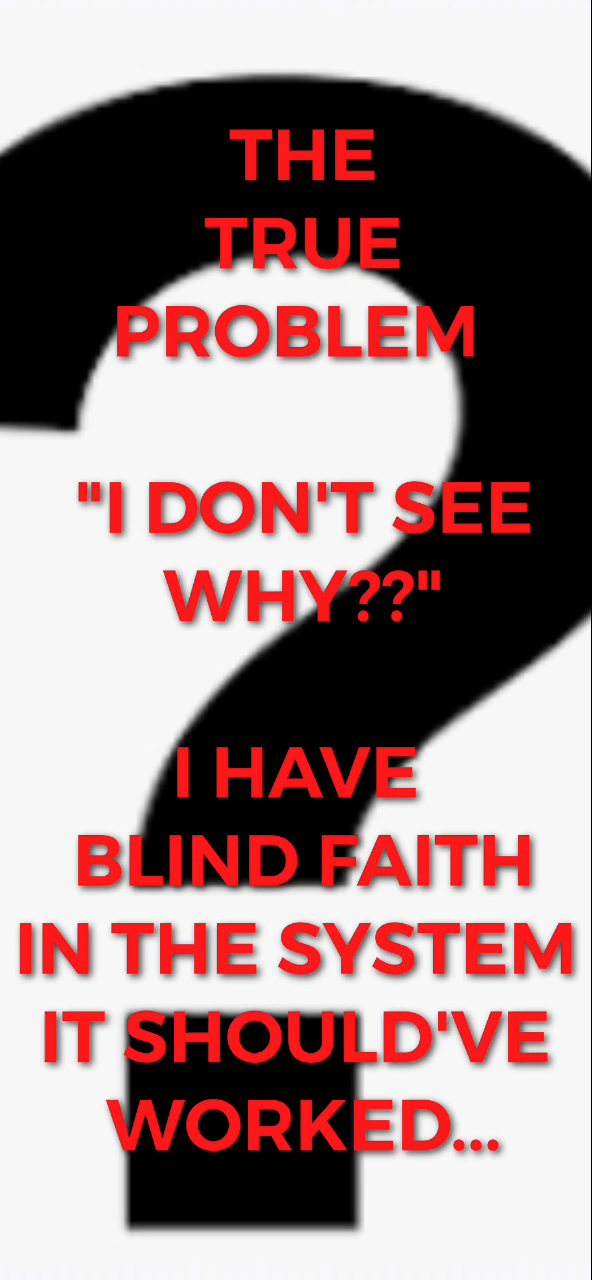 THE
TRUE
PROBLEM
"I DON'T SEE
WHY??"
I HAVE
BLIND FAITH
IN THE SYSTEM
IT SHOULD'VE
WORKED...